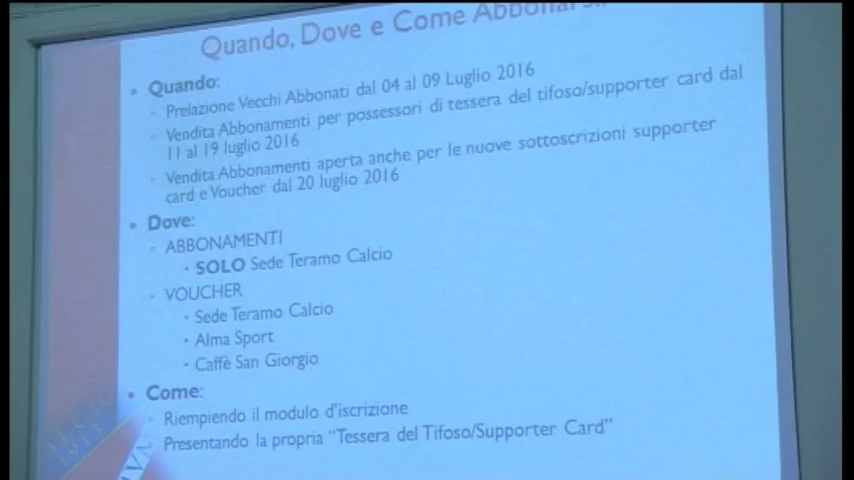 Quando, Dove e Come
• Quando:
◦ Prelazione Vecchi Abbonati dal 04 al 09 Luglio 2016
◦ Vendita Abbonamenti per possessori di tessera del tifoso/supporter card dal
11 al 19 luglio 2016
◦ Vendita Abbonamenti aperta anche per le nuove sottoscrizioni supporter
card e Voucher dal 20 luglio 2016
• Dove:
◦ ABBONAMENTI
• SOLO Sede Teramo Calcio
◦ VOUCHER
• Sede Teramo Calcio
• Alma Sport
• Caffè San Giorgio
• Come:
◦ Riempiendo il modulo d'iscrizione
◦ Presentando la propria “Tessera del Tifoso/Supporter Card”
1913